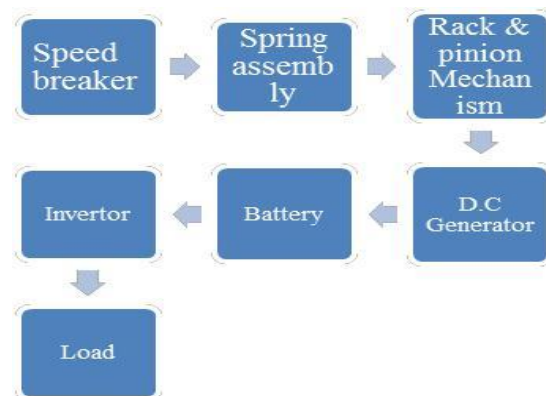 Speed
breaker
Spring
assemb
ly
Rack &
pinion
Mechan
ism
Invertor
Battery
D.C
Generator
Load